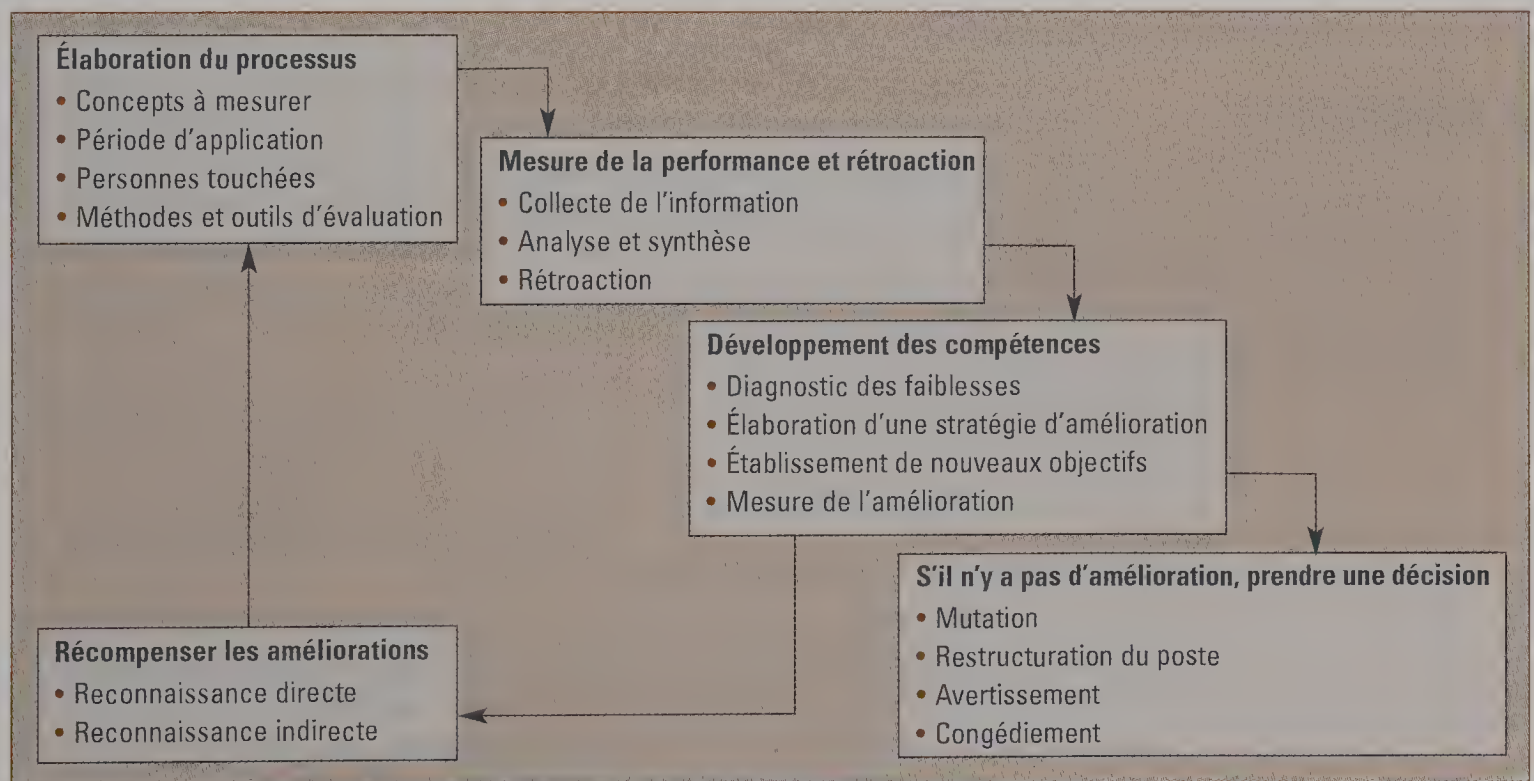 Élaboration du processus
• Concepts à mesurer
• Période d'application
• Personnes touchées
• Méthodes et outils d'évaluation
Mesure de la performance et rétroaction
• Collecte de l'information
• Analyse et synthèse
• Rétroaction
Développement des compétences
• Diagnostic des faiblesses
• Élaboration d'une stratégie d'amélioration
• Établissement de nouveaux objectifs
• Mesure de l'amélioration
S'il n'y a pas d'amélioration, prendre une décision
• Mutation
• Restructuration du poste
• Avertissement
• Congédiement
Récompenser les améliorations
• Reconnaissance directe
• Reconnaissance indirecte